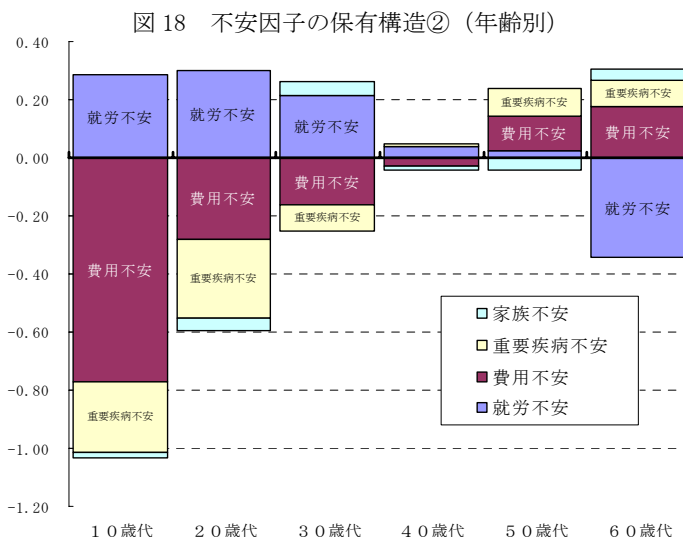 図 18　不安因子の保有構造②（年齢別）
0.40
0.20
0.00
-0.20
-0.40
-0.60
-0.80
-1.00
-1.20
就労不安
費用不安
重要疾病不安
就労不安
費用不安
重要疾病不安
就労不安
重要疾病不安
重要疾病不安
費用不安
重要疾病不安
費用不安
就労不安
家族不安
重要疾病不安
費用不安
就労不安
１０歳代　２０歳代　３０歳代　４０歳代　５０歳代　６０歳代